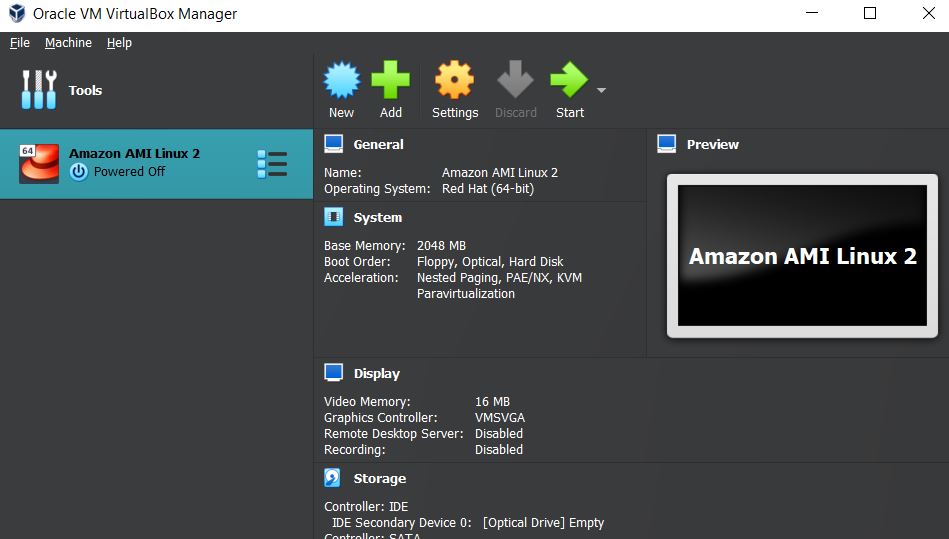 Oracle VM VirtualBox Manager
File Machine Help
Tools
New Add Settings Discard Start
64
Amazon AMI Linux 2
Powered Off
General
Name: Amazon AMI Linux 2
Operating System: Red Hat (64-bit)
System
Base Memory: 2048 MB
Boot Order: Floppy, Optical, Hard Disk
Acceleration: Nested Paging, PAE/NX, KVM
Paravirtualization
Preview
Amazon AMI Linux 2
Display
Video Memory: 16 MB
Graphics Controller: VMSVGA
Remote Desktop Server: Disabled
Recording: Disabled
Storage
Controller: IDE
IDE Secondary Device 0: [Optical Drive] Empty
Controller: SATA